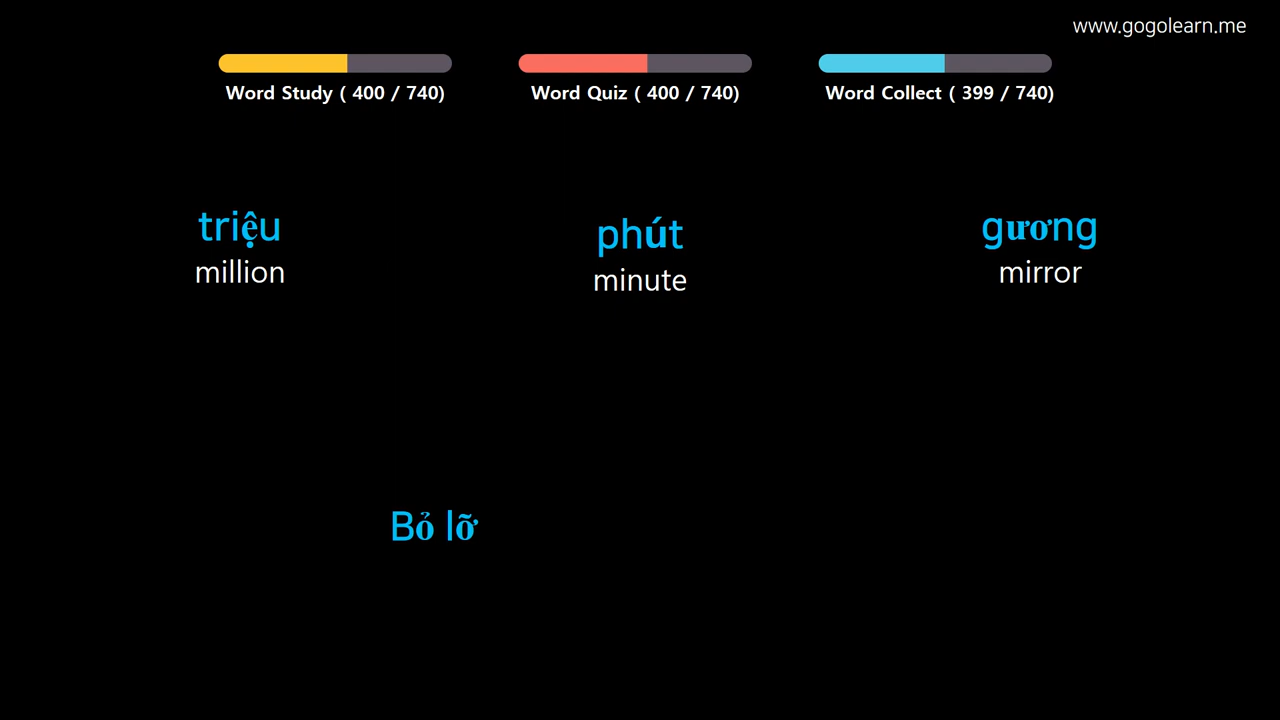 www.gogolearn.me
Word Study ( 400 / 740)
Word Quiz ( 400 / 740)
Word Collect ( 399 / 740)
triệu
million
phút
minute
gương
mirror
Bỏ lỡ